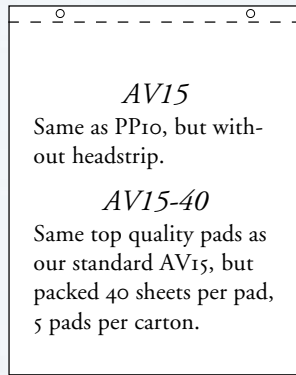 AV15
Same as PP10, but with-
out headstrip.
AV15-40
Same top quality pads as
our standard AV15, but
packed 40 sheets per pad,
5 pads per carton.